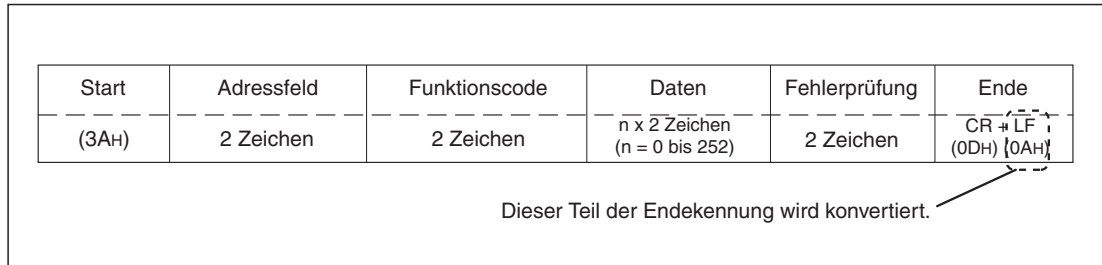 Start Adressfeld Funktionscode Daten Fehlerprüfung Ende
(3AH) 2 Zeichen 2 Zeichen n x 2 Zeichen (n = 0 bis 252) 2 Zeichen CR + LF (0DH) (0AH)
Dieser Teil der Endekennung wird konvertiert.